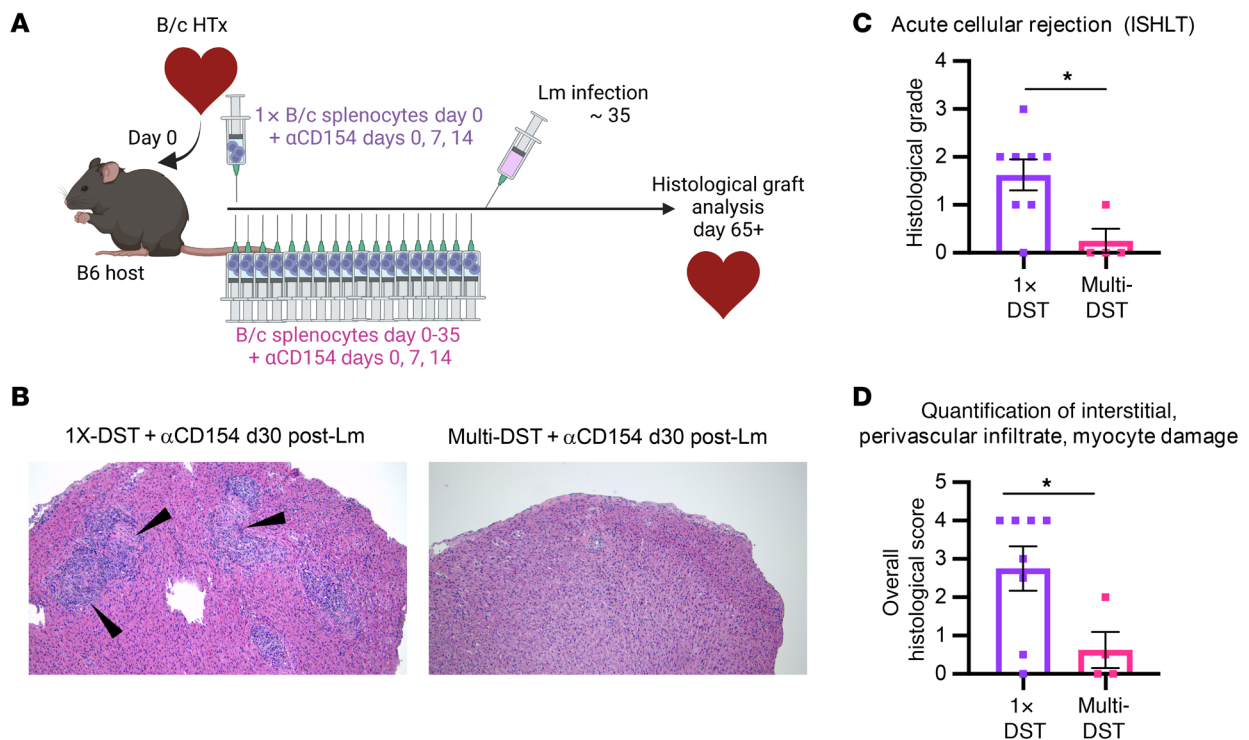 A
B/c HTx
Day 0
B6 host
1× B/c splenocytes day 0
+ αCD154 days 0, 7, 14
Lm infection
~ 35
Histological graft
analysis
day 65+
B/c splenocytes day 0-35
+ αCD154 days 0, 7, 14
B
1X-DST + αCD154 d30 post-Lm
Multi-DST + αCD154 d30 post-Lm
C
Acute cellular rejection (ISHLT)
Histological grade
4
3
2
1
0
*
1×
DST
Multi-
DST
D
Quantification of interstitial,
perivascular infiltrate, myocyte damage
Overall
histological score
5
4
3
2
1
0
*
1×
DST
Multi-
DST